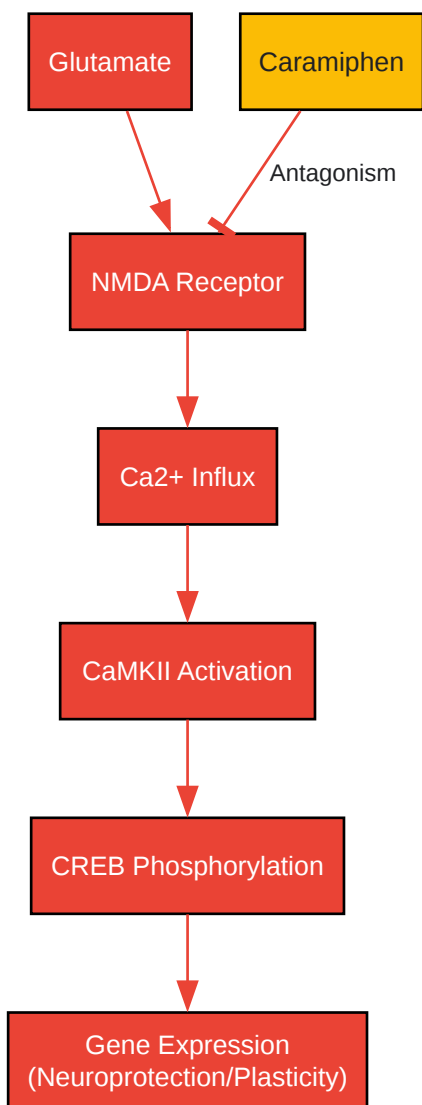 Glutamate
Caramiphen
Antagonism
NMDA Receptor
Ca2+ Influx
CaMKII Activation
CREB Phosphorylation
Gene Expression
(Neuroprotection/Plasticity)